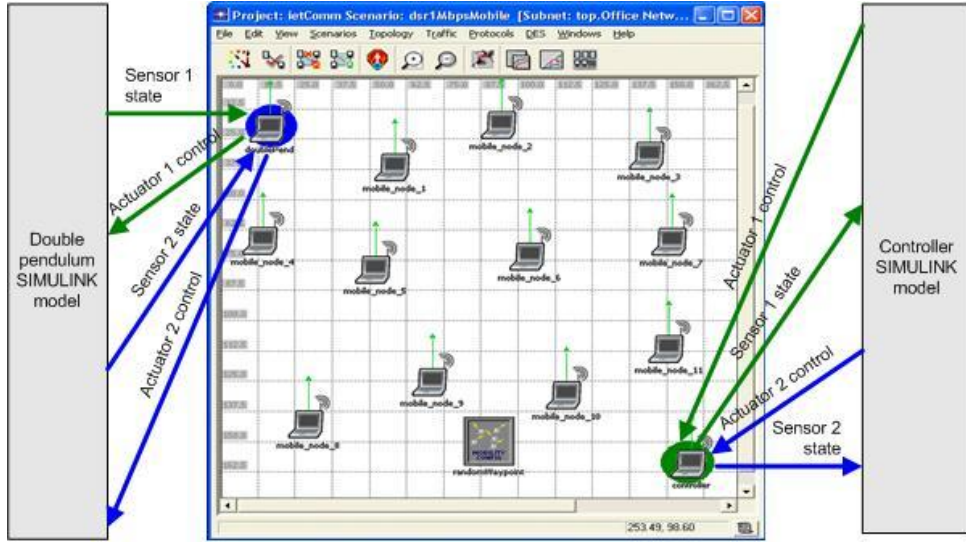 Project: ietComm Scenario: dsr1MbpsMobile [Subnet: top.Office Netw...
File Edit View Scenarios Topology Traffic Protocols DES Windows Help
Sensor 1
state
Actuator 1 control
Sensor 2 state
Actuator 2 control
Double
pendulum
SIMULINK
model
doublePend
mobile_node_1
mobile_node_2
mobile_node_3
mobile_node_4
mobile_node_5
mobile_node_6
mobile_node_7
mobile_node_8
mobile_node_9
mobile_node_10
mobile_node_11
MOBILITY
CONFIG
randomWaypoint
controller
Actuator 1 control
Sensor 1 state
Actuator 2 control
Sensor 2
state
Controller
SIMULINK
model
253.49, 98.60